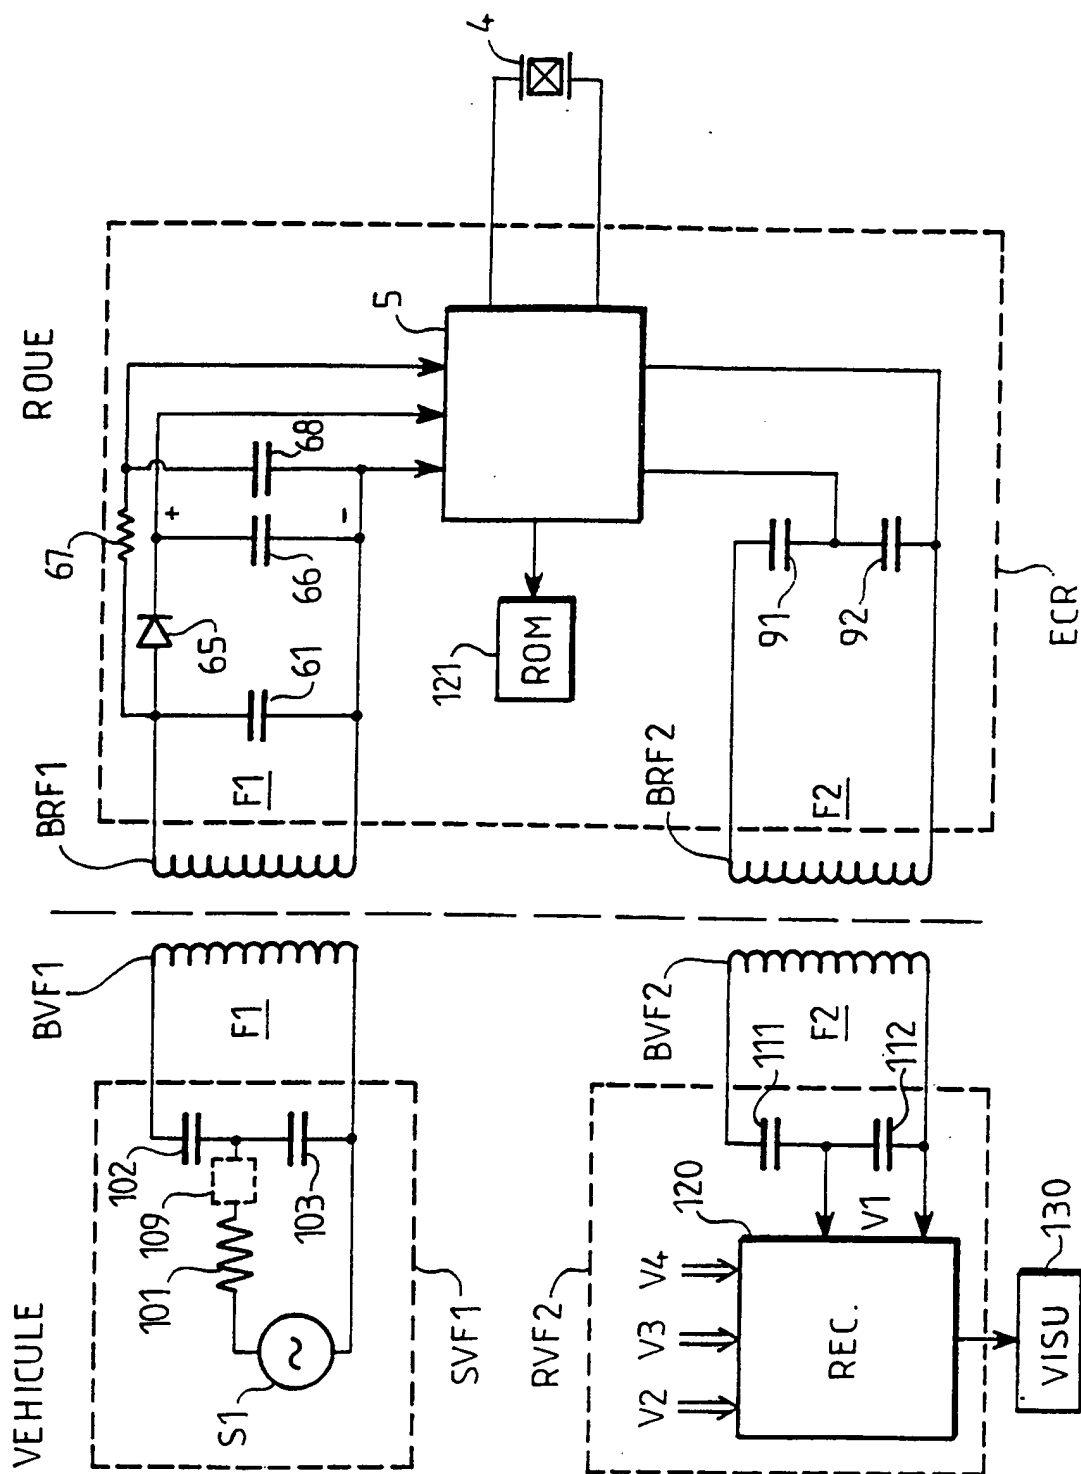 VEHICULE
ROUE
S1
101
109
102
103
SVF1
BVF1
F1
BRF1
F1
61
65
67
66
+
-
68
5
4
121
ROM
RVF2
V2
V3
V4
120
REC.
V1
111
112
BVF2
F2
130
VISU
BRF2
F2
91
92
ECR